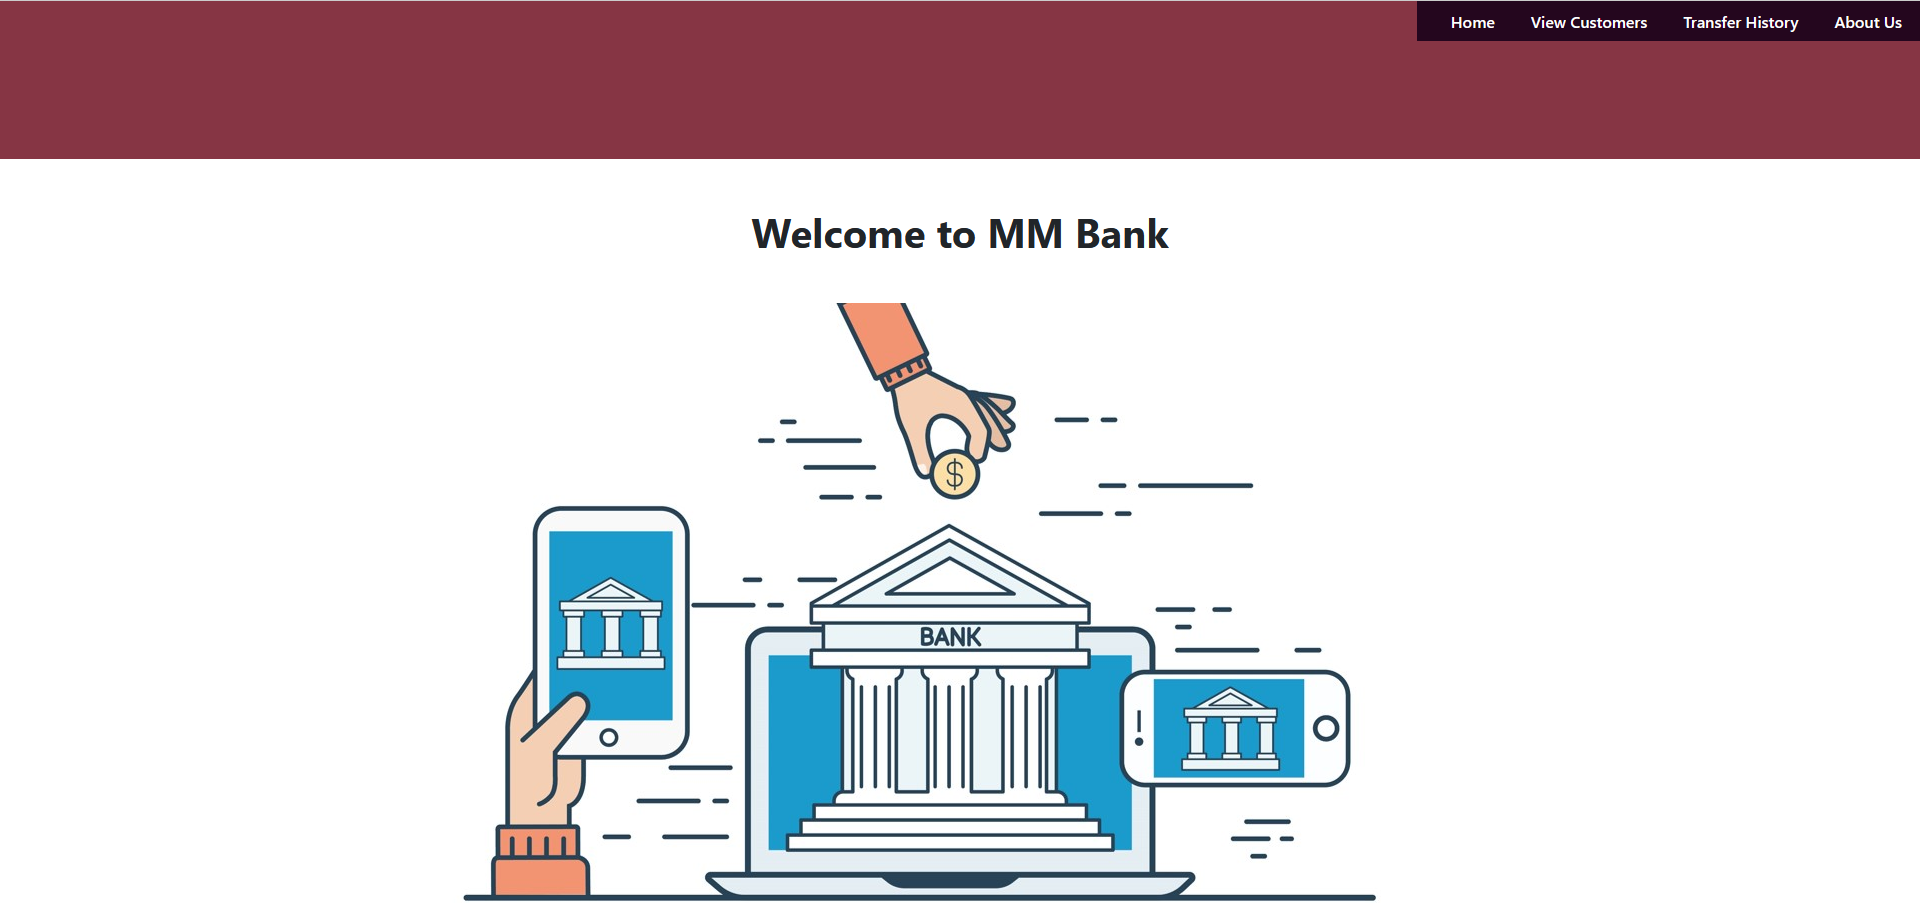 Home View Customers Transfer History About Us
Welcome to MM Bank
$
BANK